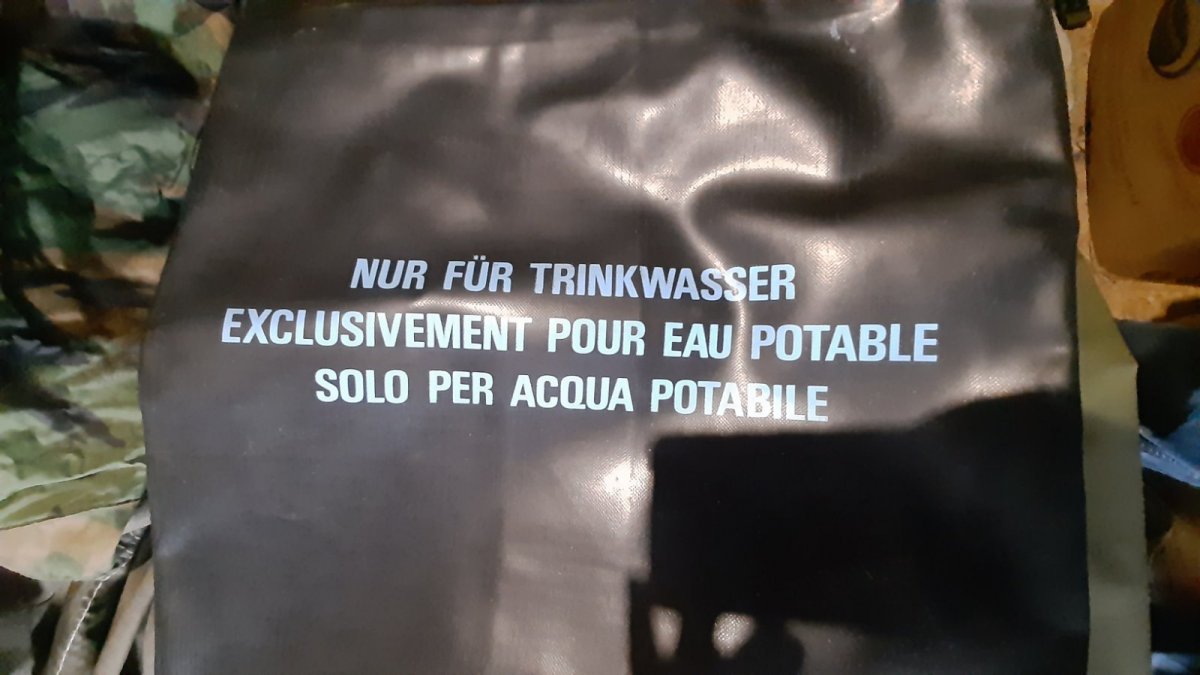 NUR FÜR TRINKWASSER
EXCLUSIVEMENT POUR EAU POTABLE
SOLO PER ACQUA POTABILE